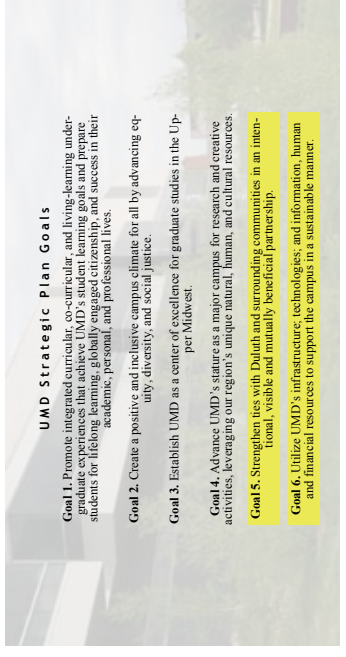 UMD Strategic Plan Goals
Goal 1. Promote integrated curricular, co-curricular, and living-learning under-
graduate experiences that achieve UMD's student learning goals and prepare
students for lifelong learning, globally engaged citizenship, and success in their
academic, personal, and professional lives.
Goal 2. Create a positive and inclusive campus climate for all by advancing eq-
uity, diversity, and social justice.
Goal 3. Establish UMD as a center of excellence for graduate studies in the Up-
per Midwest.
Goal 4. Advance UMD's stature as a major campus for research and creative
activities, leveraging our region's unique natural, human, and cultural resources.
Goal 5. Strengthen ties with Duluth and surrounding communities in an inten-
tional, visible and mutually beneficial partnership.
Goal 6. Utilize UMD's infrastructure; technologies; and information, human
and financial resources to support the campus in a sustainable manner.